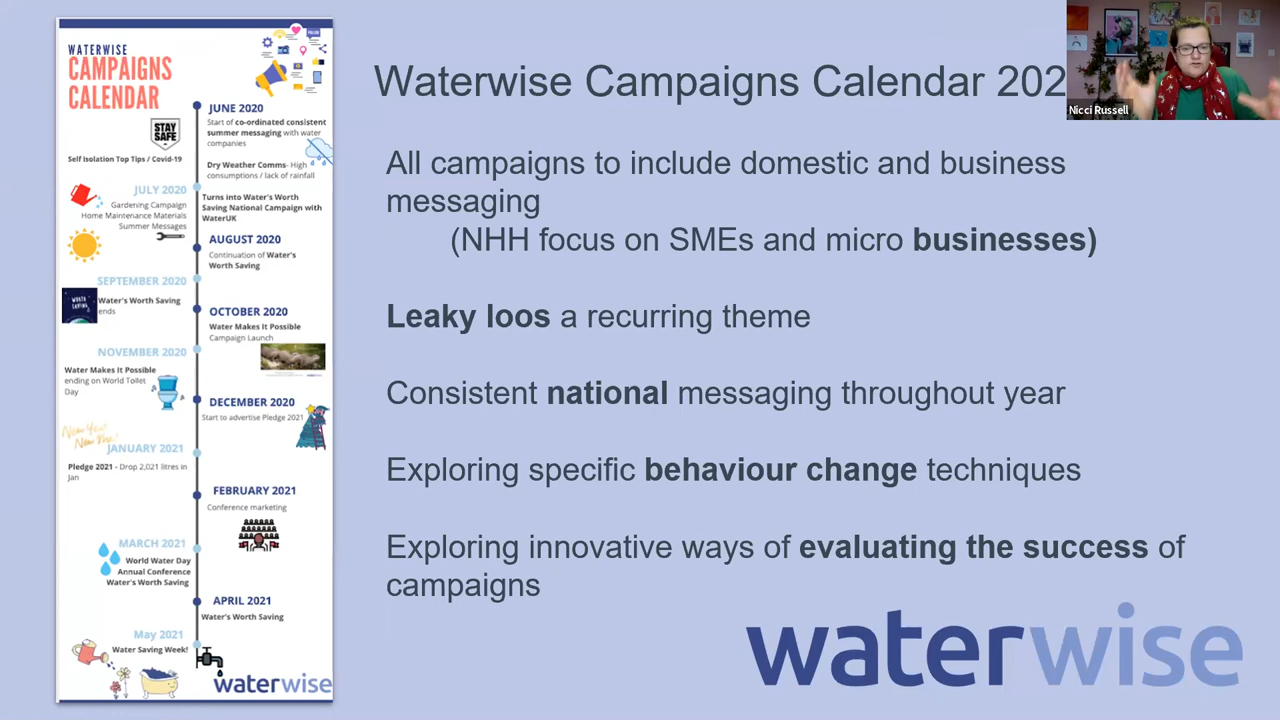 WATERWISE
CAMPAIGNS
CALENDAR
JUNE 2020
Start of co-ordinated consistent
summer messaging with water
companies
STAY
SAFE
Self Isolation Top Tips / Covid-19
Dry Weather Comms- High
consumptions / lack of rainfall
JULY 2020
Gardening Campaign
Home Maintenance Materials
Summer Messages
Turns into Water's Worth
Saving National Campaign with
WaterUK
AUGUST 2020
Continuation of Water's
Worth Saving
SEPTEMBER 2020
WORTH
SAVING
Water's Worth Saving
ends
OCTOBER 2020
Water Makes It Possible
Campaign Launch
NOVEMBER 2020
Water Makes It Possible
ending on World Toilet
Day
DECEMBER 2020
Start to advertise Pledge 2021
New Year
New Me!
JANUARY 2021
Pledge 2021 - Drop 2,021 litres in
Jan
FEBRUARY 2021
Conference marketing
MARCH 2021
World Water Day
Annual Conference
Water's Worth Saving
APRIL 2021
Water's Worth Saving
May 2021
Water Saving Week!
waterwise
Waterwise Campaigns Calendar 202
All campaigns to include domestic and business
messaging
(NHH focus on SMEs and micro businesses)
Leaky loos a recurring theme
Consistent national messaging throughout year
Exploring specific behaviour change techniques
Exploring innovative ways of evaluating the success of
campaigns
waterwise
Nicci Russell